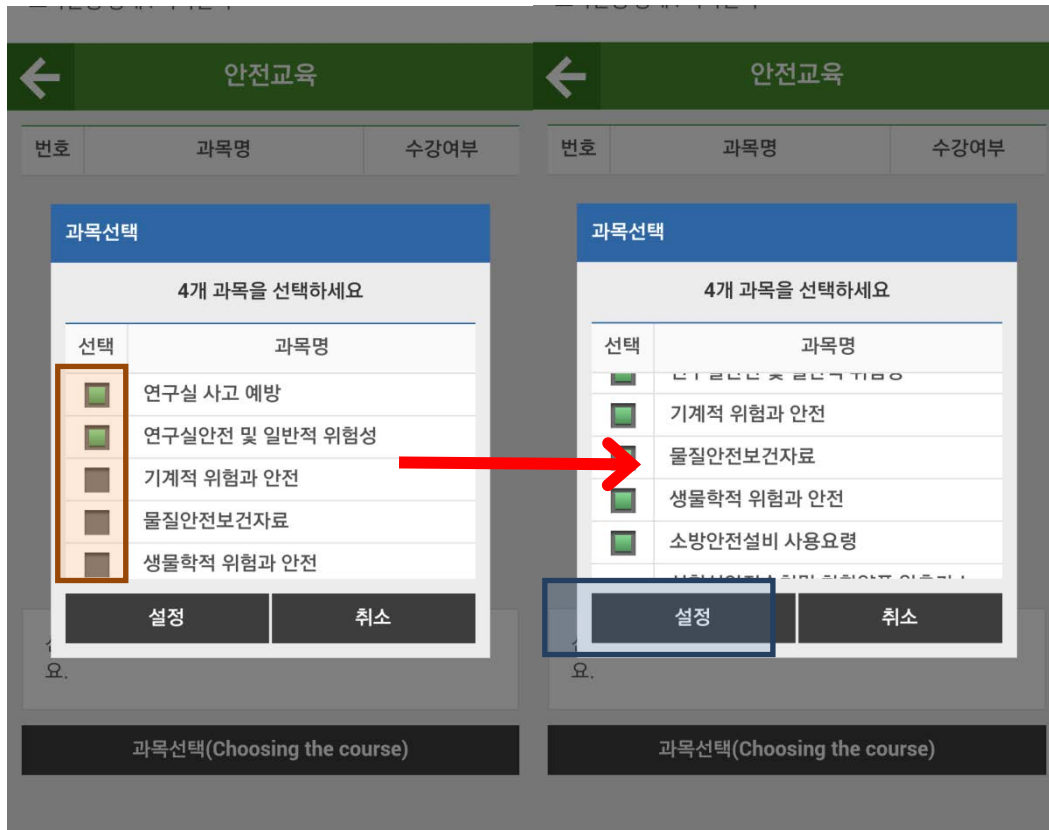 안전교육
번호 과목명 수강여부
과목선택
4개 과목을 선택하세요
선택 과목명
연구실 사고 예방
연구실안전 및 일반적 위험성
기계적 위험과 안전
물질안전보건자료
생물학적 위험과 안전
설정 취소
요.
과목선택(Choosing the course)
안전교육
번호 과목명 수강여부
과목선택
4개 과목을 선택하세요
선택 과목명
기계적 위험과 안전
물질안전보건자료
생물학적 위험과 안전
소방안전설비 사용요령
설정 취소
요.
과목선택(Choosing the course)